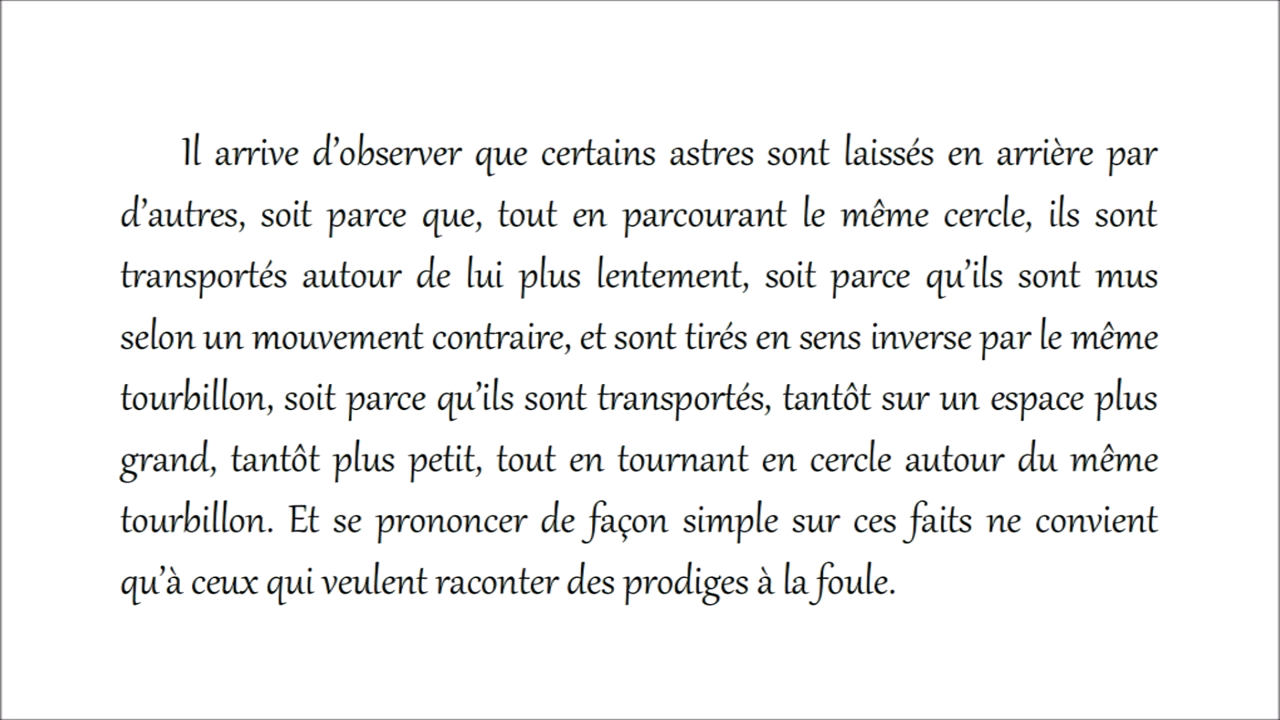 Il arrive d’observer que certains astres sont laissés en arrière par
d’autres, soit parce que, tout en parcourant le même cercle, ils sont
transportés autour de lui plus lentement, soit parce qu’ils sont mus
selon un mouvement contraire, et sont tirés en sens inverse par le même
tourbillon, soit parce qu’ils sont transportés, tantôt sur un espace plus
grand, tantôt plus petit, tout en tournant en cercle autour du même
tourbillon. Et se prononcer de façon simple sur ces faits ne convient
qu’à ceux qui veulent raconter des prodiges à la foule.